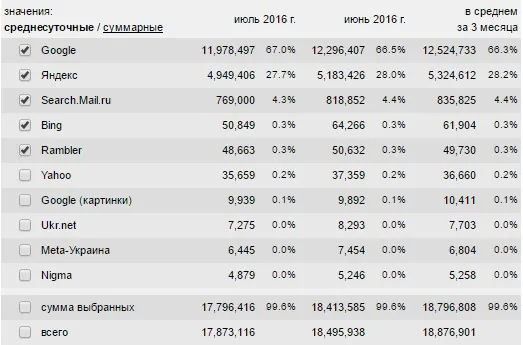 значения:
среднесуточные / суммарные
июль 2016 г. июнь 2016 г. в среднем за 3 месяца
Google 11,978,497 67.0% 12,296,407 66.5% 12,524,733 66.3%
Яндекс 4,949,406 27.7% 5,183,426 28.0% 5,324,612 28.2%
Search.Mail.ru 769,000 4.3% 818,852 4.4% 835,825 4.4%
Bing 50,849 0.3% 64,266 0.3% 61,904 0.3%
Rambler 48,663 0.3% 50,632 0.3% 49,730 0.3%
Yahoo 35,659 0.2% 37,359 0.2% 36,660 0.2%
Google (картинки) 9,939 0.1% 9,892 0.1% 10,411 0.1%
Ukr.net 7,275 0.0% 8,293 0.0% 7,703 0.0%
Meta-Украина 6,445 0.0% 7,454 0.0% 6,804 0.0%
Nigma 4,879 0.0% 5,246 0.0% 5,258 0.0%
сумма выбранных 17,796,416 99.6% 18,413,585 99.6% 18,796,808 99.6%
всего 17,873,116 18,495,938 18,876,901